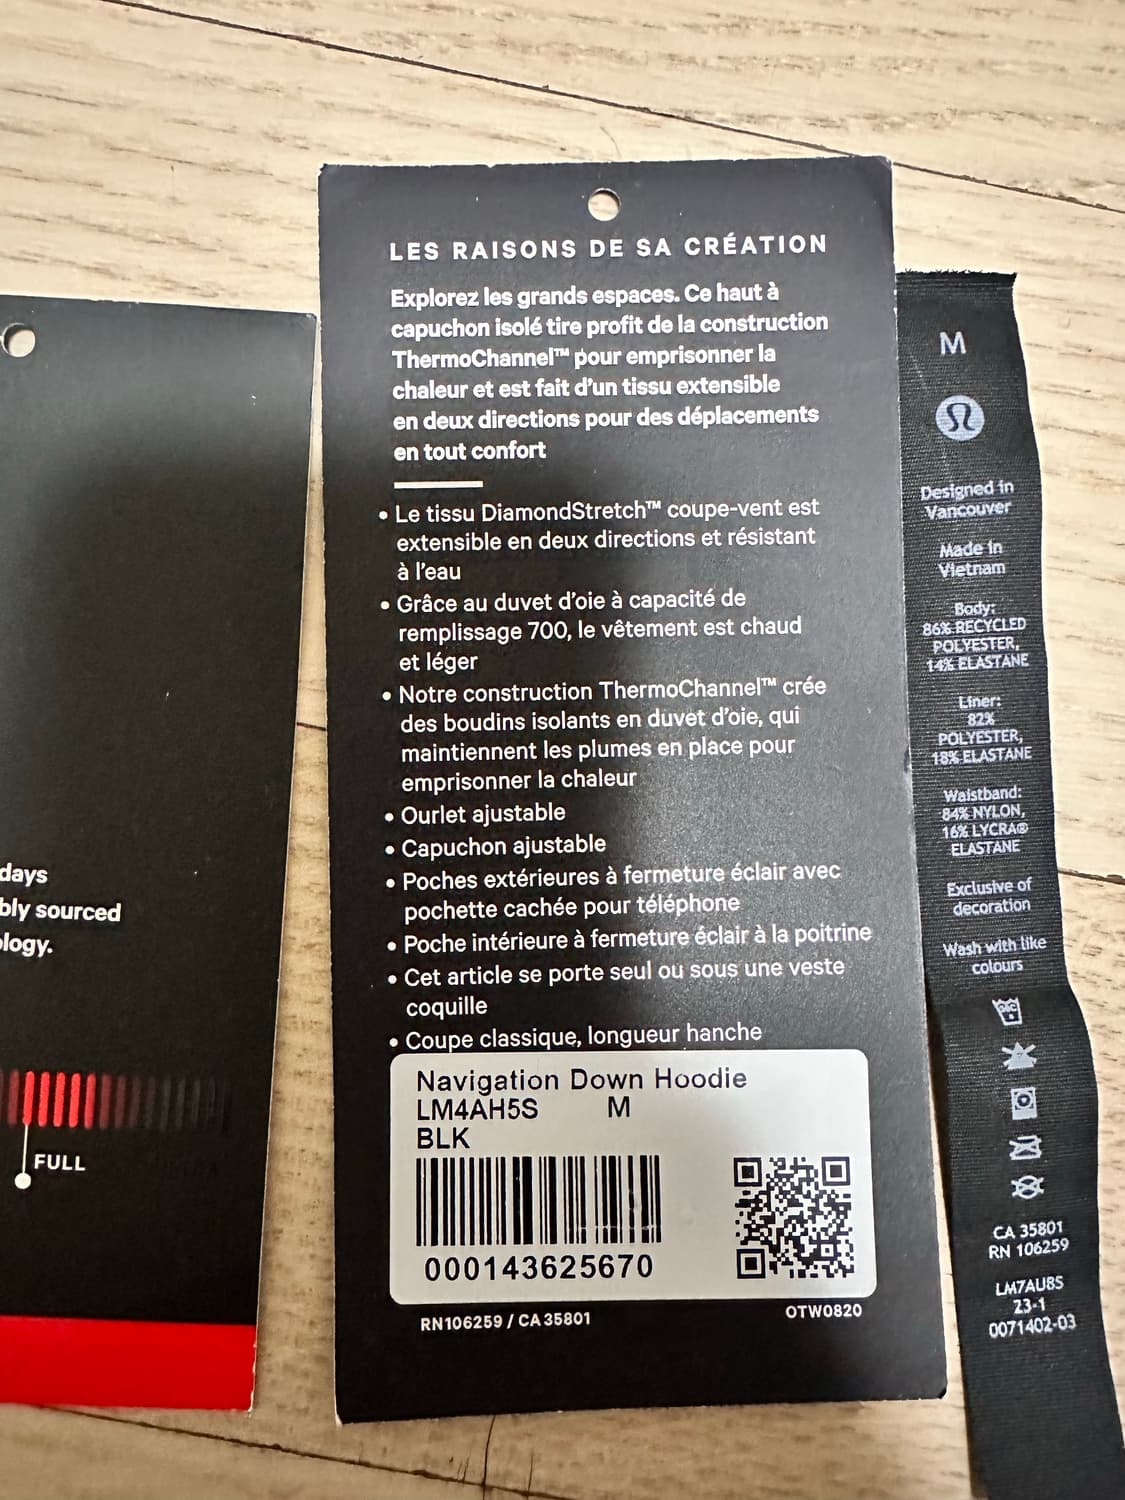 days
bly sourced
ology.
FULL
LES RAISONS DE SA CRÉATION
Explorez les grands espaces. Ce haut à
capuchon isolé tire profit de la construction
ThermoChannel™ pour emprisonner la
chaleur et est fait d'un tissu extensible
en deux directions pour des déplacements
en tout confort
• Le tissu DiamondStretch™ coupe-vent est
extensible en deux directions et résistant
à l'eau
• Grâce au duvet d'oie à capacité de
remplissage 700, le vêtement est chaud
et léger
• Notre construction ThermoChannel™ crée
des boudins isolants en duvet d'oie, qui
maintiennent les plumes en place pour
emprisonner la chaleur
• Ourlet ajustable
• Capuchon ajustable
• Poches extérieures à fermeture éclair avec
pochette cachée pour téléphone
• Poche intérieure à fermeture éclair à la poitrine
• Cet article se porte seul ou sous une veste
coquille
• Coupe classique, longueur hanche
Navigation Down Hoodie
LM4AH5S M
BLK
000143625670
RN106259 / CA35801
OTW0820
M
Designed in
Vancouver
Made in
Vietnam
Body:
86% RECYCLED
POLYESTER,
14% ELASTANE
Liner:
82%
POLYESTER,
18% ELASTANE
Waistband:
84% NYLON,
16% LYCRA®
ELASTANE
Exclusive of
decoration
Wash with like
colours
CA 35801
RN 106259
LM7AU8S
23-1
0071402-03